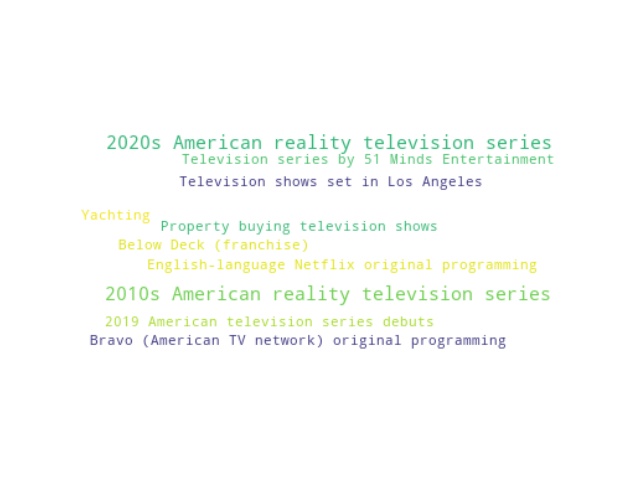 2020s American reality television series
Television series by 51 Minds Entertainment
Television shows set in Los Angeles
Yachting
Property buying television shows
Below Deck (franchise)
English-language Netflix original programming
2010s American reality television series
2019 American television series debuts
Bravo (American TV network) original programming